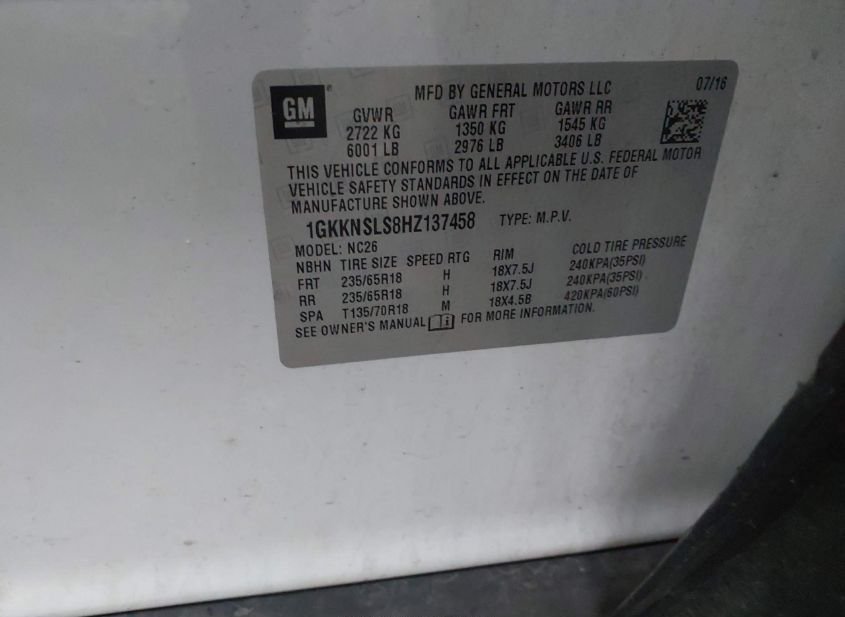 GM
MFD BY GENERAL MOTORS LLC 07/16
GVWR GAWR FRT GAWR RR
2722 KG 1350 KG 1545 KG
6001 LB 2976 LB 3406 LB
THIS VEHICLE CONFORMS TO ALL APPLICABLE U.S. FEDERAL MOTOR
VEHICLE SAFETY STANDARDS IN EFFECT ON THE DATE OF
MANUFACTURE SHOWN ABOVE.
1GKKNSLS8HZ137458 TYPE: M.P.V.
MODEL: NC26
NBHN TIRE SIZE SPEED RTG RIM COLD TIRE PRESSURE
FRT 235/65R18 H 18X7.5J 240KPA(35PSI)
RR 235/65R18 H 18X7.5J 240KPA(35PSI)
SPA T135/70R18 M 18X4.5B 420KPA(60PSI)
SEE OWNER'S MANUAL FOR MORE INFORMATION.